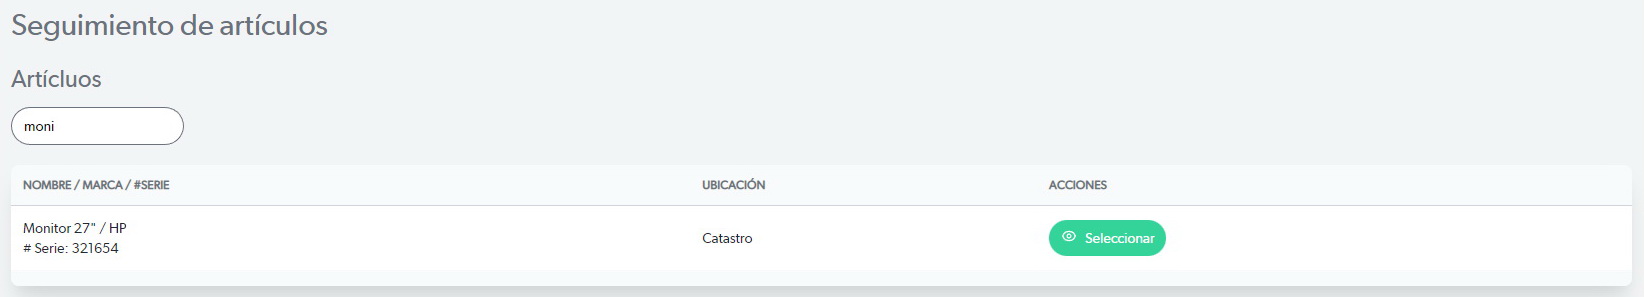 Seguimiento de artículos
Artícluos
moni
NOMBRE / MARCA / #SERIE UBICACIÓN ACCIONES
Monitor 27" / HP
# Serie: 321654
Catastro
Seleccionar